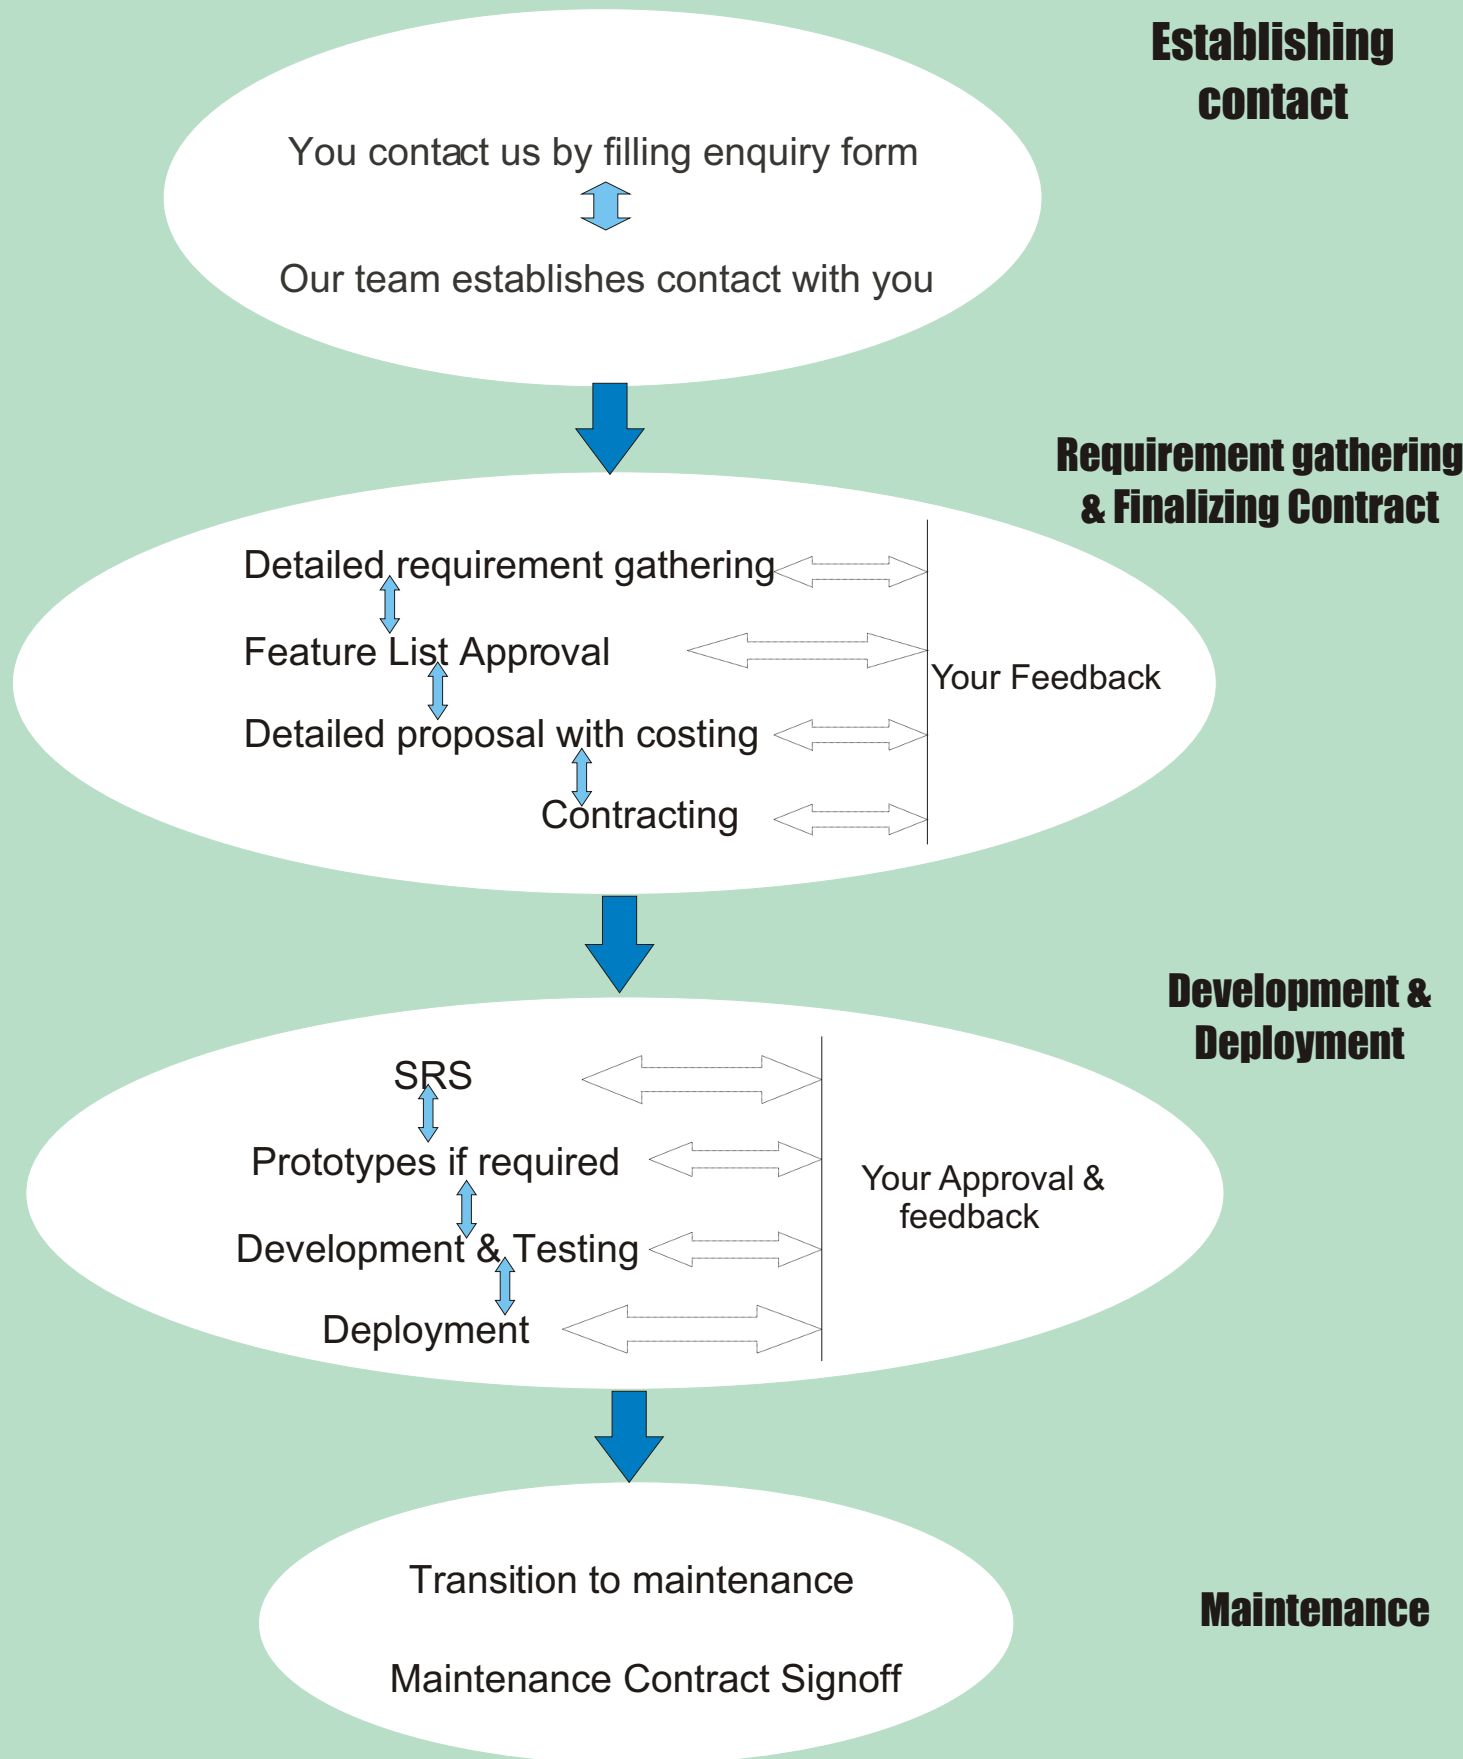 Establishing
contact
You contact us by filling enquiry form
Our team establishes contact with you
Requirement gathering
& Finalizing Contract
Detailed requirement gathering
Feature List Approval
Your Feedback
Detailed proposal with costing
Contracting
Development &
Deployment
SRS
Prototypes if required
Your Approval &
feedback
Development & Testing
Deployment
Transition to maintenance
Maintenance
Maintenance Contract Signoff